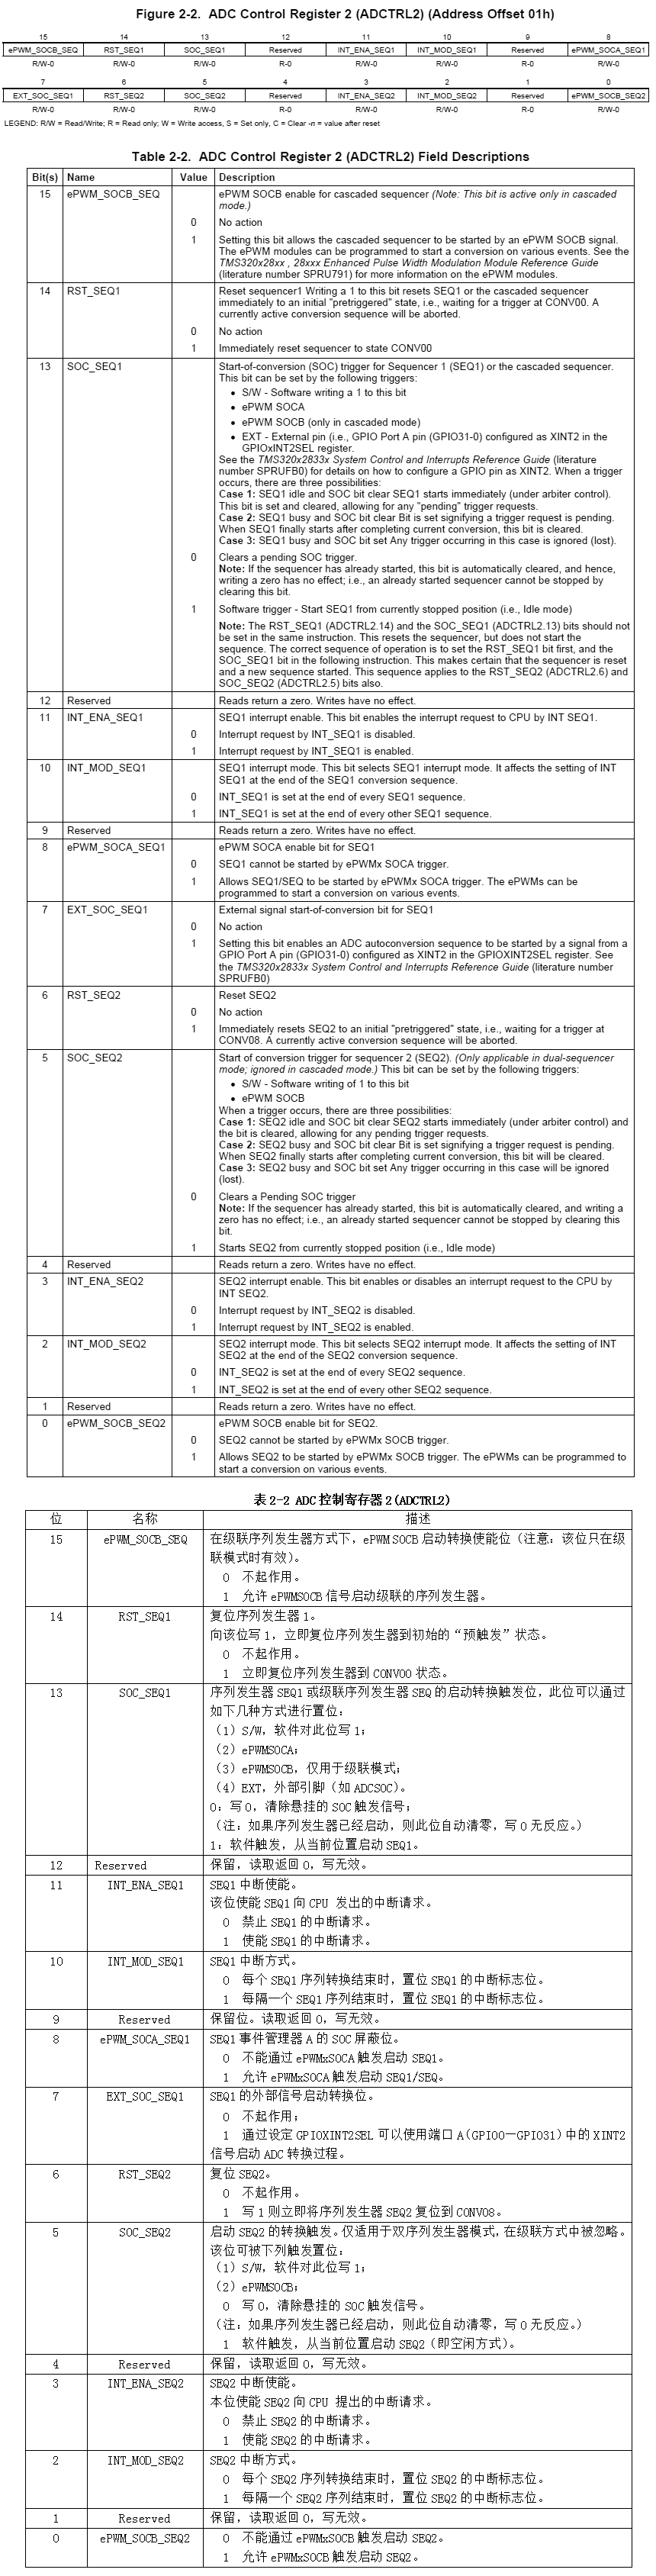 Figure 2-2. ADC Control Register 2 (ADCTRL2) (Address Offset 01h)
15 14 13 12 11 10 9 8
ePWM_SOCB_SEQ RST_SEQ1 SOC_SEQ1 Reserved INT_ENA_SEQ1 INT_MOD_SEQ1 Reserved ePWM_SOCA_SEQ1
R/W-0 R/W-0 R/W-0 R-0 R/W-0 R/W-0 R-0 R/W-0
7 6 5 4 3 2 1 0
EXT_SOC_SEQ1 RST_SEQ2 SOC_SEQ2 Reserved INT_ENA_SEQ2 INT_MOD_SEQ2 Reserved ePWM_SOCB_SEQ2
R/W-0 R/W-0 R/W-0 R-0 R/W-0 R/W-0 R-0 R/W-0
LEGEND: R/W = Read/Write; R = Read only; W = Write access, S = Set only, C = Clear -n = value after reset
Table 2-2. ADC Control Register 2 (ADCTRL2) Field Descriptions
Bit(s) Name Value Description
15 ePWM_SOCB_SEQ ePWM SOCB enable for cascaded sequencer (Note: This bit is active only in cascaded
mode.)
0 No action
1 Setting this bit allows the cascaded sequencer to be started by an ePWM SOCB signal.
The ePWM modules can be programmed to start a conversion on various events. See the
TMS320x28xx , 28xxx Enhanced Pulse Width Modulation Module Reference Guide
(literature number SPRU791) for more information on the ePWM modules.
14 RST_SEQ1 Reset sequencer1 Writing a 1 to this bit resets SEQ1 or the cascaded sequencer
immediately to an initial "pretriggered" state, i.e., waiting for a trigger at CONV00. A
currently active conversion sequence will be aborted.
0 No action
1 Immediately reset sequencer to state CONV00
13 SOC_SEQ1 Start-of-conversion (SOC) trigger for Sequencer 1 (SEQ1) or the cascaded sequencer.
This bit can be set by the following triggers:
• S/W - Software writing a 1 to this bit
• ePWM SOCA
• ePWM SOCB (only in cascaded mode)
• EXT - External pin (i.e., GPIO Port A pin (GPIO31-0) configured as XINT2 in the
GPIOxINT2SEL register.
See the TMS320x2833x System Control and Interrupts Reference Guide (literature
number SPRUFB0) for details on how to configure a GPIO pin as XINT2. When a trigger
occurs, there are three possibilities:
Case 1: SEQ1 idle and SOC bit clear SEQ1 starts immediately (under arbiter control).
This bit is set and cleared, allowing for any "pending" trigger requests.
Case 2: SEQ1 busy and SOC bit clear Bit is set signifying a trigger request is pending.
When SEQ1 finally starts after completing current conversion, this bit is cleared.
Case 3: SEQ1 busy and SOC bit set Any trigger occurring in this case is ignored (lost).
0 Clears a pending SOC trigger.
Note: If the sequencer has already started, this bit is automatically cleared, and hence,
writing a zero has no effect; i.e., an already started sequencer cannot be stopped by
clearing this bit.
1 Software trigger - Start SEQ1 from currently stopped position (i.e., Idle mode)
Note: The RST_SEQ1 (ADCTRL2.14) and the SOC_SEQ1 (ADCTRL2.13) bits should not
be set in the same instruction. This resets the sequencer, but does not start the
sequence. The correct sequence of operation is to set the RST_SEQ1 bit first, and the
SOC_SEQ1 bit in the following instruction. This makes certain that the sequencer is reset
and a new sequence started. This sequence applies to the RST_SEQ2 (ADCTRL2.6) and
SOC_SEQ2 (ADCTRL2.5) bits also.
12 Reserved Reads return a zero. Writes have no effect.
11 INT_ENA_SEQ1 SEQ1 interrupt enable. This bit enables the interrupt request to CPU by INT SEQ1.
0 Interrupt request by INT_SEQ1 is disabled.
1 Interrupt request by INT_SEQ1 is enabled.
10 INT_MOD_SEQ1 SEQ1 interrupt mode. This bit selects SEQ1 interrupt mode. It affects the setting of INT
SEQ1 at the end of the SEQ1 conversion sequence.
0 INT_SEQ1 is set at the end of every SEQ1 sequence.
1 INT_SEQ1 is set at the end of every other SEQ1 sequence.
9 Reserved Reads return a zero. Writes have no effect.
8 ePWM_SOCA_SEQ1 ePWM SOCA enable bit for SEQ1
0 SEQ1 cannot be started by ePWMx SOCA trigger.
1 Allows SEQ1/SEQ to be started by ePWMx SOCA trigger. The ePWMs can be
programmed to start a conversion on various events.
7 EXT_SOC_SEQ1 External signal start-of-conversion bit for SEQ1
0 No action
1 Setting this bit enables an ADC autoconversion sequence to be started by a signal from a
GPIO Port A pin (GPIO31-0) configured as XINT2 in the GPIOXINT2SEL register. See
the TMS320x2833x System Control and Interrupts Reference Guide (literature number
SPRUFB0)
6 RST_SEQ2 Reset SEQ2
0 No action
1 Immediately resets SEQ2 to an initial "pretriggered" state, i.e., waiting for a trigger at
CONV08. A currently active conversion sequence will be aborted.
5 SOC_SEQ2 Start of conversion trigger for sequencer 2 (SEQ2). (Only applicable in dual-sequencer
mode; ignored in cascaded mode.) This bit can be set by the following triggers:
• S/W - Software writing of 1 to this bit
• ePWM SOCB
When a trigger occurs, there are three possibilities:
Case 1: SEQ2 idle and SOC bit clear SEQ2 starts immediately (under arbiter control) and
the bit is cleared, allowing for any pending trigger requests.
Case 2: SEQ2 busy and SOC bit clear Bit is set signifying a trigger request is pending.
When SEQ2 finally starts after completing current conversion, this bit will be cleared.
Case 3: SEQ2 busy and SOC bit set Any trigger occurring in this case will be ignored
(lost).
0 Clears a Pending SOC trigger
Note: If the sequencer has already started, this bit is automatically cleared, and writing a
zero has no effect; i.e., an already started sequencer cannot be stopped by clearing this
bit.
1 Starts SEQ2 from currently stopped position (i.e., Idle mode)
4 Reserved Reads return a zero. Writes have no effect.
3 INT_ENA_SEQ2 SEQ2 interrupt enable. This bit enables or disables an interrupt request to the CPU by
INT SEQ2.
0 Interrupt request by INT_SEQ2 is disabled.
1 Interrupt request by INT_SEQ2 is enabled.
2 INT_MOD_SEQ2 SEQ2 interrupt mode. This bit selects SEQ2 interrupt mode. It affects the setting of INT
SEQ2 at the end of the SEQ2 conversion sequence.
0 INT_SEQ2 is set at the end of every SEQ2 sequence.
1 INT_SEQ2 is set at the end of every other SEQ2 sequence.
1 Reserved Reads return a zero. Writes have no effect.
0 ePWM_SOCB_SEQ2 ePWM SOCB enable bit for SEQ2.
0 SEQ2 cannot be started by ePWMx SOCB trigger.
1 Allows SEQ2 to be started by ePWMx SOCB trigger. The ePWMs can be programmed to
start a conversion on various events.
表 2-2 ADC 控制寄存器 2(ADCTRL2)
位 名称 描述
15 ePWM_SOCB_SEQ 在级联序列发生器方式下，ePWM SOCB 启动转换使能位（注意：该位只在级
联模式时有效）。
0 不起作用。
1 允许 ePWMSOCB 信号启动级联的序列发生器。
14 RST_SEQ1 复位序列发生器 1。
向该位写 1，立即复位序列发生器到初始的“预触发”状态。
0 不起作用。
1 立即复位序列发生器到 CONV00 状态。
13 SOC_SEQ1 序列发生器 SEQ1 或级联序列发生器 SEQ 的启动转换触发位，此位可以通过
如下几种方式进行置位：
（1）S/W，软件对此位写 1；
（2）ePWMSOCA；
（3）ePWMSOCB，仅用于级联模式；
（4）EXT，外部引脚（如 ADCSOC）。
0：写 0，清除悬挂的 SOC 触发信号；
（注：如果序列发生器已经启动，则此位自动清零，写 0 无反应。）
1：软件触发，从当前位置启动 SEQ1。
12 Reserved 保留，读取返回 0，写无效。
11 INT_ENA_SEQ1 SEQ1 中断使能。
该位使能 SEQ1 向 CPU 发出的中断请求。
0 禁止 SEQ1 的中断请求。
1 使能 SEQ1 的中断请求。
10 INT_MOD_SEQ1 SEQ1 中断方式。
0 每个 SEQ1 序列转换结束时，置位 SEQ1 的中断标志位。
1 每隔一个 SEQ1 序列结束时，置位 SEQ1 的中断标志位。
9 Reserved 保留位。读取返回 0，写无效。
8 ePWM_SOCA_SEQ1 SEQ1 事件管理器 A 的 SOC 屏蔽位。
0 不能通过 ePWMxSOCA 触发启动 SEQ1。
1 允许 ePWMxSOCA 触发启动 SEQ1/SEQ。
7 EXT_SOC_SEQ1 SEQ1 的外部信号启动转换位。
0 不起作用；
1 通过设定 GPIOXINT2SEL 可以使用端口 A(GPIO0—GPIO31)中的 XINT2
信号启动 ADC 转换过程。
6 RST_SEQ2 复位 SEQ2。
0 不起作用。
1 写 1 则立即将序列发生器 SEQ2 复位到 CONV08。
5 SOC_SEQ2 启动 SEQ2 的转换触发。仅适用于双序列发生器模式，在级联方式中被忽略。
该位可被下列触发置位：
（1）S/W，软件对此位写 1；
（2）ePWMSOCB；
0 写 0，清除悬挂的 SOC 触发信号。
（注：如果序列发生器已经启动，则此位自动清零，写 0 无反应。）
1 软件触发，从当前位置启动 SEQ2（即空闲方式）。
4 Reserved 保留，读取返回 0，写无效。
3 INT_ENA_SEQ2 SEQ2 中断使能。
本位使能 SEQ2 向 CPU 提出的中断请求。
0 禁止 SEQ2 的中断请求。
1 使能 SEQ2 的中断请求。
2 INT_MOD_SEQ2 SEQ2 中断方式。
0 每个 SEQ2 序列转换结束时，置位 SEQ2 的中断标志位。
1 每隔一个 SEQ2 序列结束时，置位 SEQ2 的中断标志位。
1 Reserved 保留，读取返回 0，写无效。
0 ePWM_SOCB_SEQ2 0 不能通过 ePWMxSOCB 触发启动 SEQ2。
1 允许 ePWMxSOCB 触发启动 SEQ2。